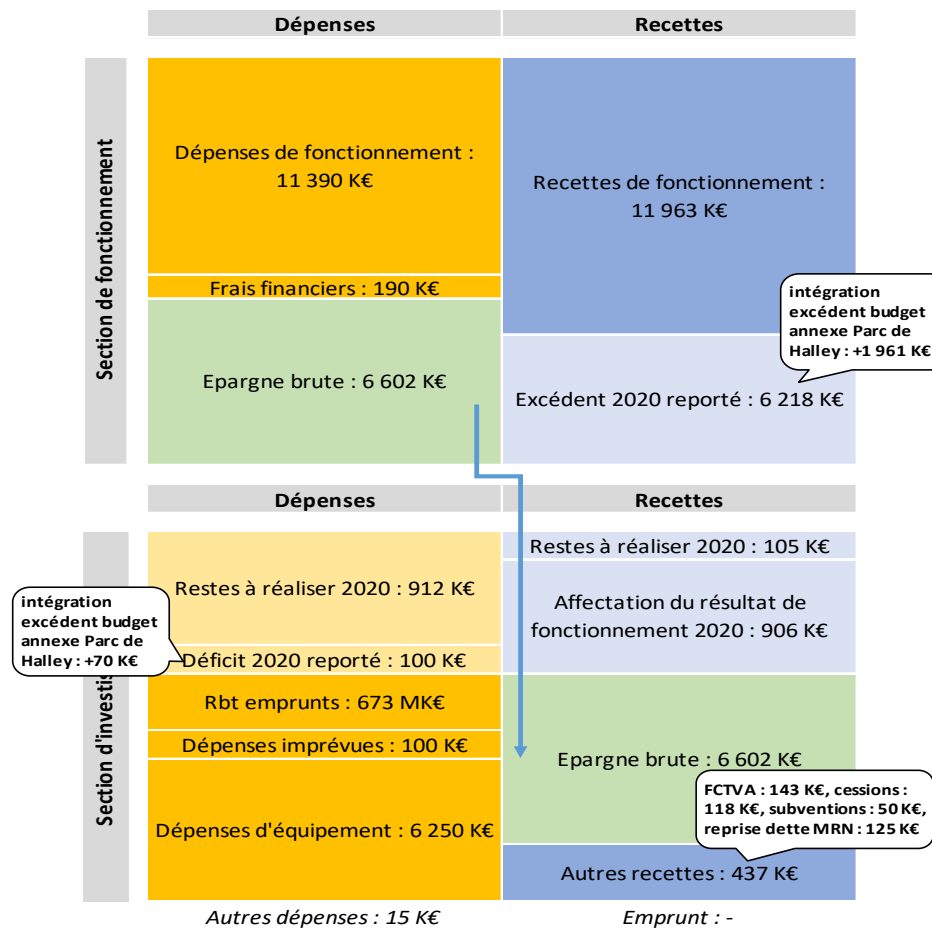 Dépenses
Recettes
Section de fonctionnement
Dépenses de fonctionnement :
11 390 K€
Frais financiers : 190 K€
Epargne brute : 6 602 K€
Recettes de fonctionnement :
11 963 K€
intégration
excédent budget
annexe Parc de
Halley : +1 961 K€
Excédent 2020 reporté : 6 218 K€
Dépenses
Recettes
Section d'investis
Restes à réaliser 2020 : 912 K€
intégration
excédent budget
annexe Parc de
Halley : +70 K€
Déficit 2020 reporté : 100 K€
Rbt emprunts : 673 MK€
Dépenses imprévues : 100 K€
Dépenses d'équipement : 6 250 K€
Restes à réaliser 2020 : 105 K€
Affectation du résultat de
fonctionnement 2020 : 906 K€
Epargne brute : 6 602 K€
FCTVA : 143 K€, cessions :
118 K€, subventions : 50 K€,
reprise dette MRN : 125 K€
Autres recettes : 437 K€
Autres dépenses : 15 K€
Emprunt : -